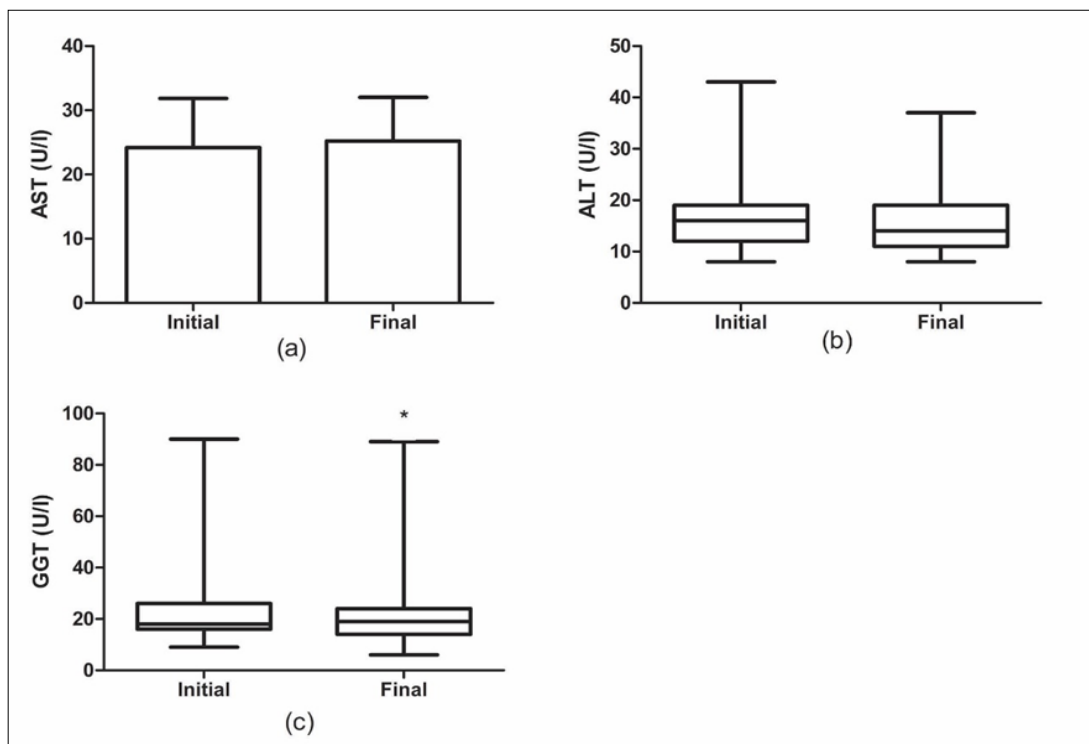 40
30
20
10
0
AST (U/I)
Initial Final
(a)
50
40
30
20
10
0
ALT (U/I)
Initial Final
(b)
100
80
60
40
20
0
GGT (U/I)
*
Initial Final
(c)